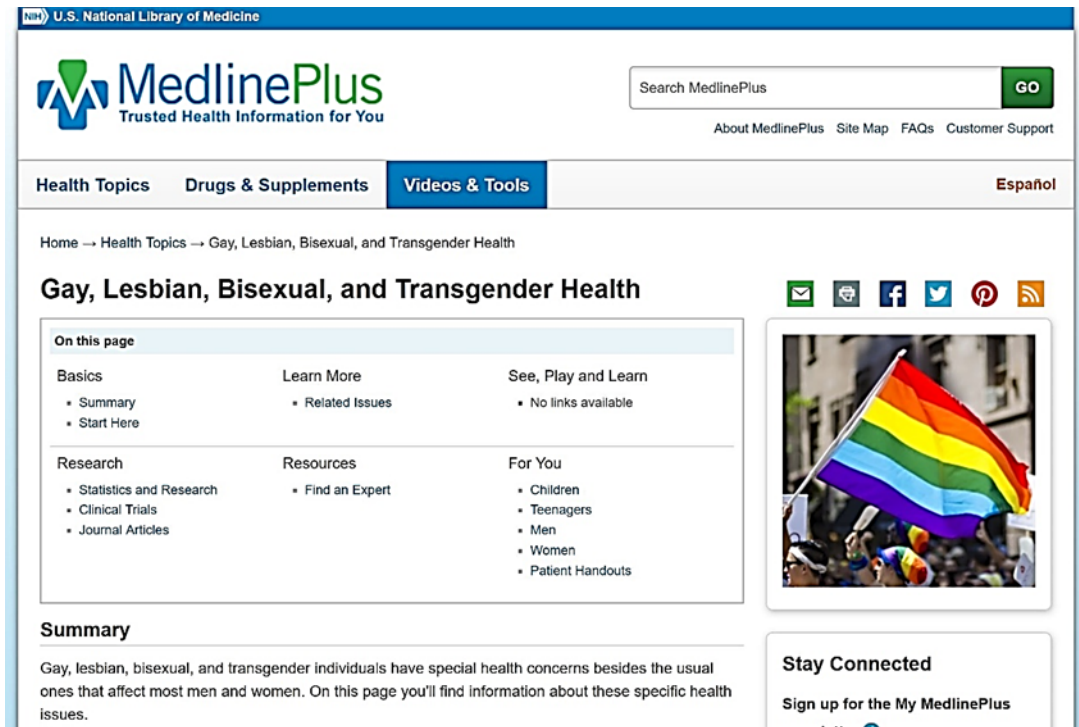 NIH U.S. National Library of Medicine
MedlinePlus
Trusted Health Information for You
Search MedlinePlus
GO
About MedlinePlus Site Map FAQs Customer Support
Health Topics Drugs & Supplements Videos & Tools Español
Home → Health Topics → Gay, Lesbian, Bisexual, and Transgender Health
Gay, Lesbian, Bisexual, and Transgender Health
On this page
Basics
▪ Summary
▪ Start Here
Learn More
▪ Related Issues
See, Play and Learn
▪ No links available
Research
▪ Statistics and Research
▪ Clinical Trials
▪ Journal Articles
Resources
▪ Find an Expert
For You
▪ Children
▪ Teenagers
▪ Men
▪ Women
▪ Patient Handouts
Summary
Gay, lesbian, bisexual, and transgender individuals have special health concerns besides the usual
ones that affect most men and women. On this page you'll find information about these specific health
issues.
Stay Connected
Sign up for the My MedlinePlus